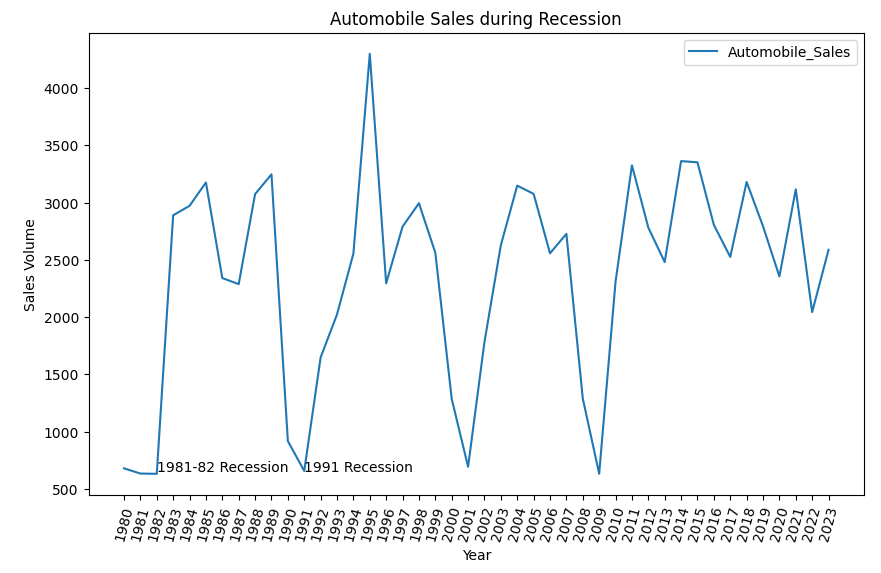 Automobile Sales during Recession
Automobile_Sales
4000
3500
3000
2500
2000
1500
1000
500
Sales Volume
1981-82 Recession
1991 Recession
1980 1981 1982 1983 1984 1985 1986 1987 1988 1989 1990 1991 1992 1993 1994 1995 1996 1997 1998 1999 2000 2001 2002 2003 2004 2005 2006 2007 2008 2009 2010 2011 2012 2013 2014 2015 2016 2017 2018 2019 2020 2021 2022 2023
Year